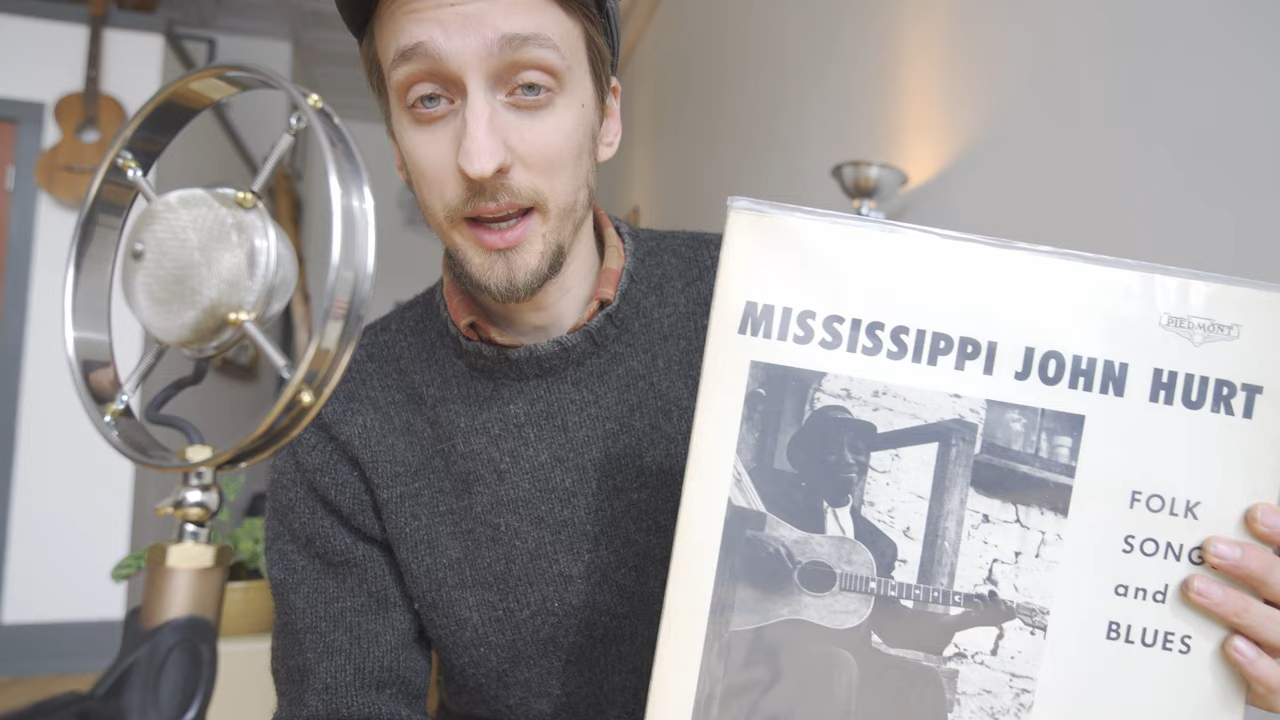 PIEDMONT
MISSISSIPPI JOHN HURT
FOLK
SONG
and
BLUES